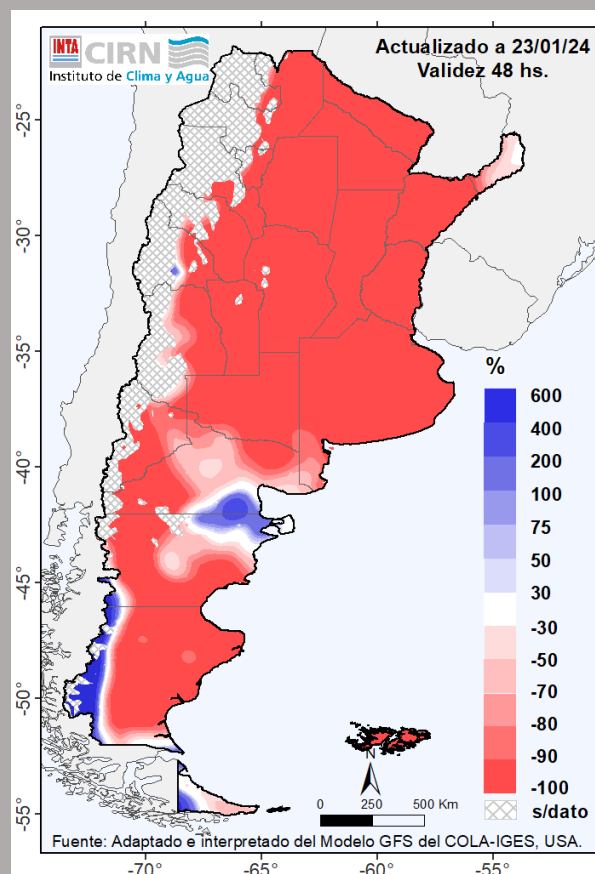 INTA CIRN
Instituto de Clima y Agua
Actualizado a 23/01/24
Validez 48 hs.
-25°
-30°
-35°
-40°
-45°
-50°
-55°
%
600
400
200
100
75
50
30
-30
-50
-70
-80
-90
-100
s/dato
N
0 250 500 Km
Fuente: Adaptado e interpretado del Modelo GFS del COLA-IGES, USA.
-70° -65° -60° -55°